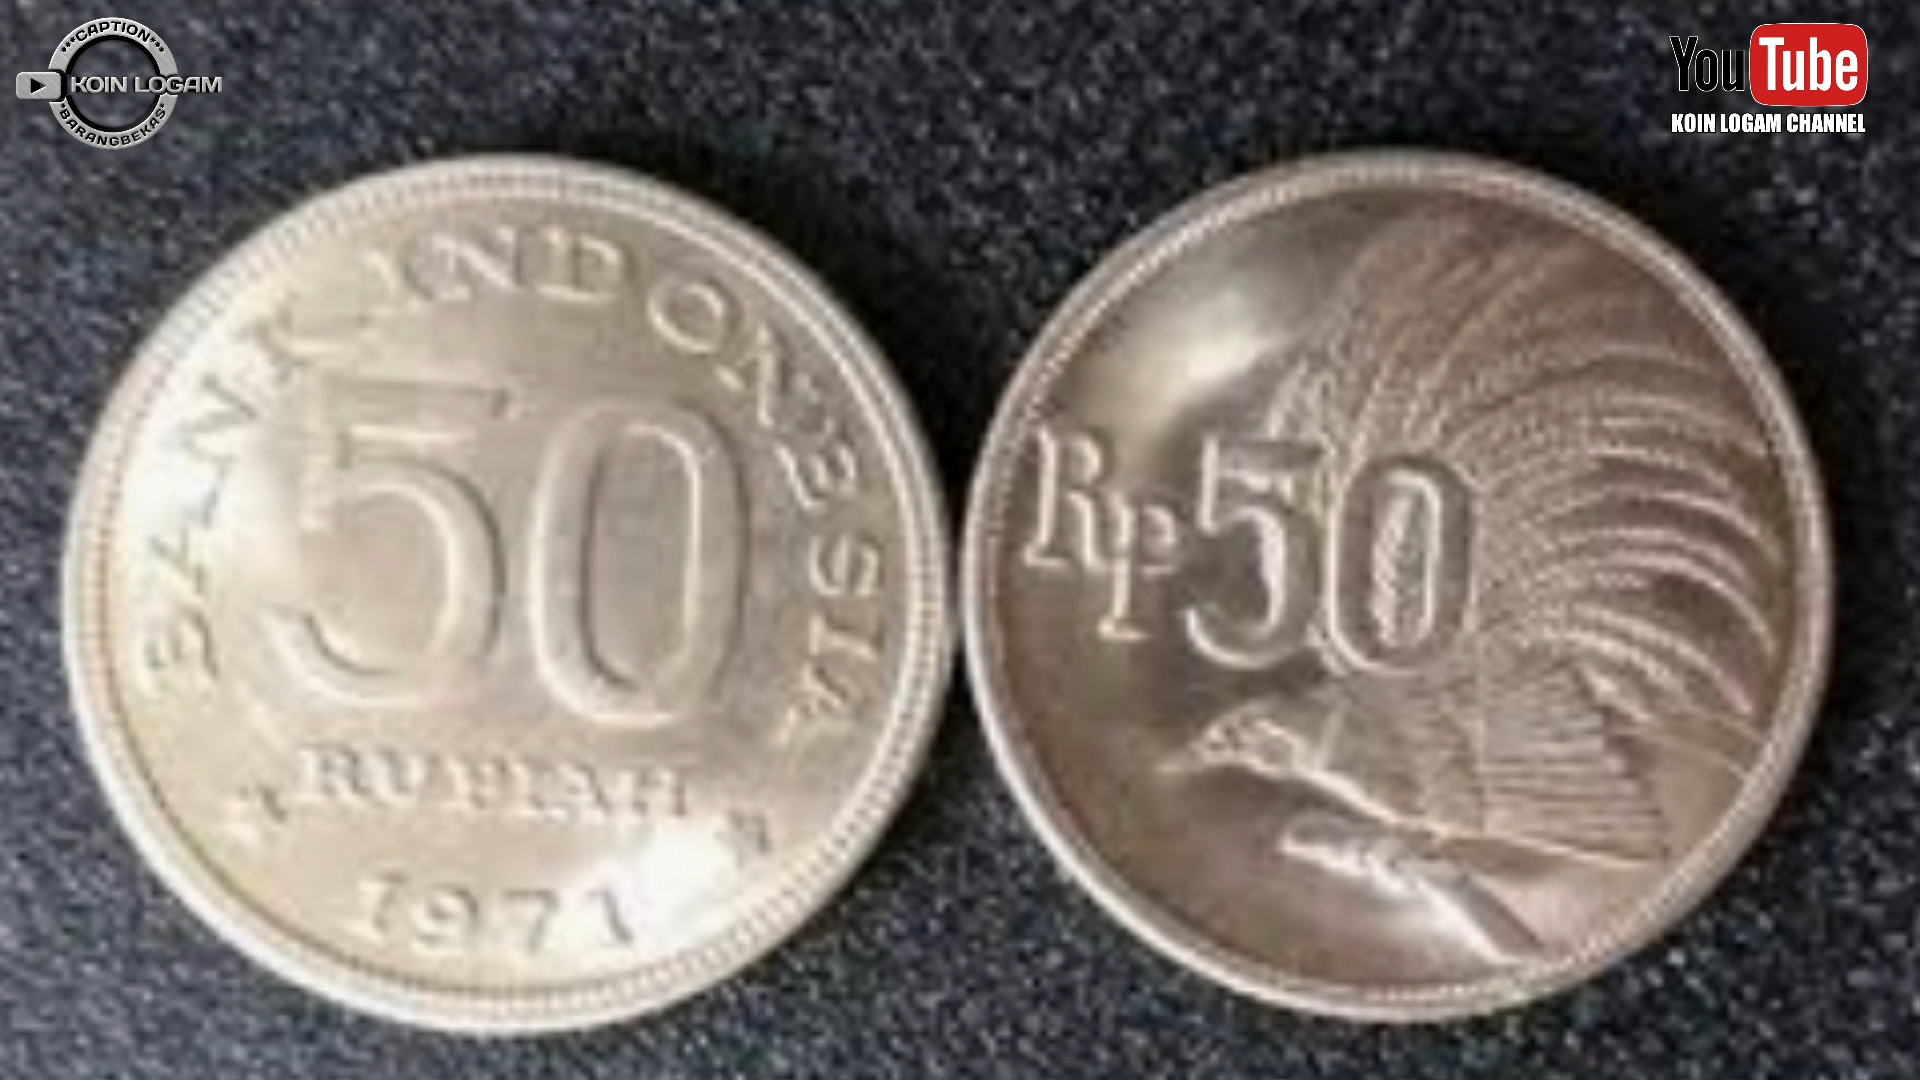 ***CAPTION***
KOIN LOGAM
*BARANGBEKAS*
YouTube
KOIN LOGAM CHANNEL
BANK INDONESIA
50
RUPIAH
1971
Rp50